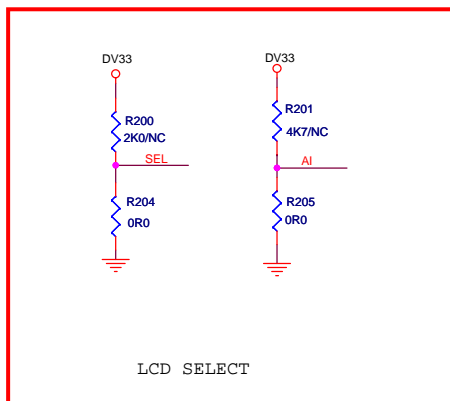 DV33
R200
2K0/NC
SEL
R204
0R0
DV33
R201
4K7/NC
AI
R205
0R0
LCD SELECT